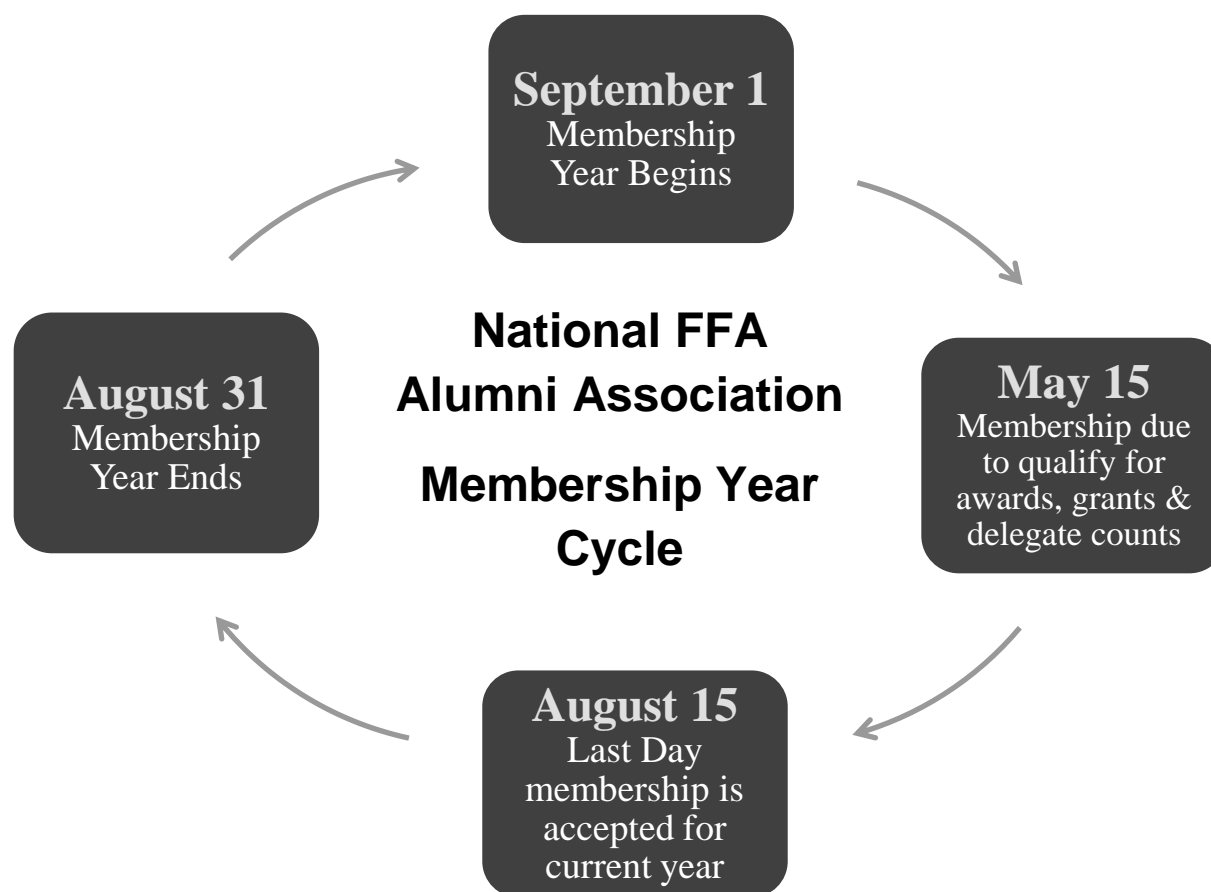 September 1
Membership
Year Begins
National FFA
Alumni Association
Membership Year
Cycle
May 15
Membership due
to qualify for
awards, grants &
delegate counts
August 15
Last Day
membership is
accepted for
current year
August 31
Membership
Year Ends